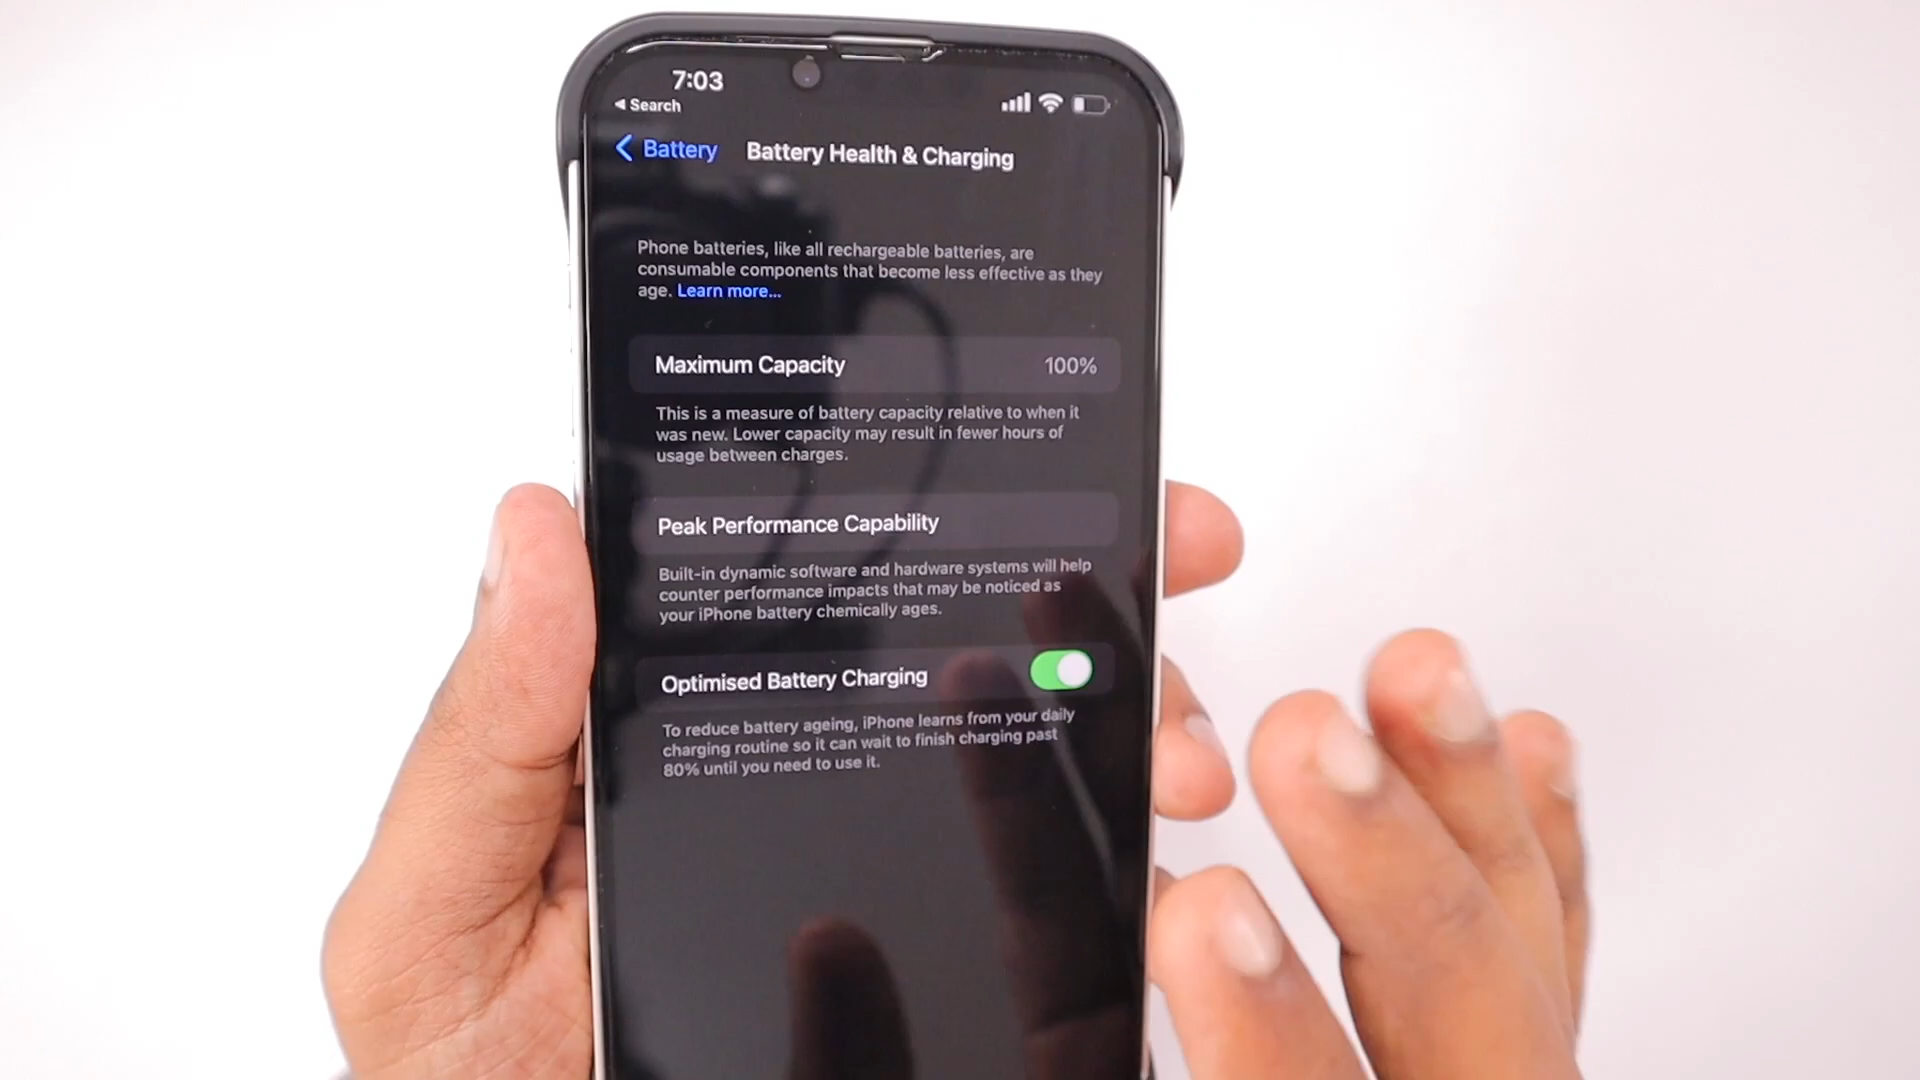 7:03
Search
Battery
Battery Health & Charging
Phone batteries, like all rechargeable batteries, are
consumable components that become less effective as they
age. Learn more...
Maximum Capacity 100%
This is a measure of battery capacity relative to when it
was new. Lower capacity may result in fewer hours of
usage between charges.
Peak Performance Capability
Built-in dynamic software and hardware systems will help
counter performance impacts that may be noticed as
your iPhone battery chemically ages.
Optimised Battery Charging
To reduce battery ageing, iPhone learns from your daily
charging routine so it can wait to finish charging past
80% until you need to use it.